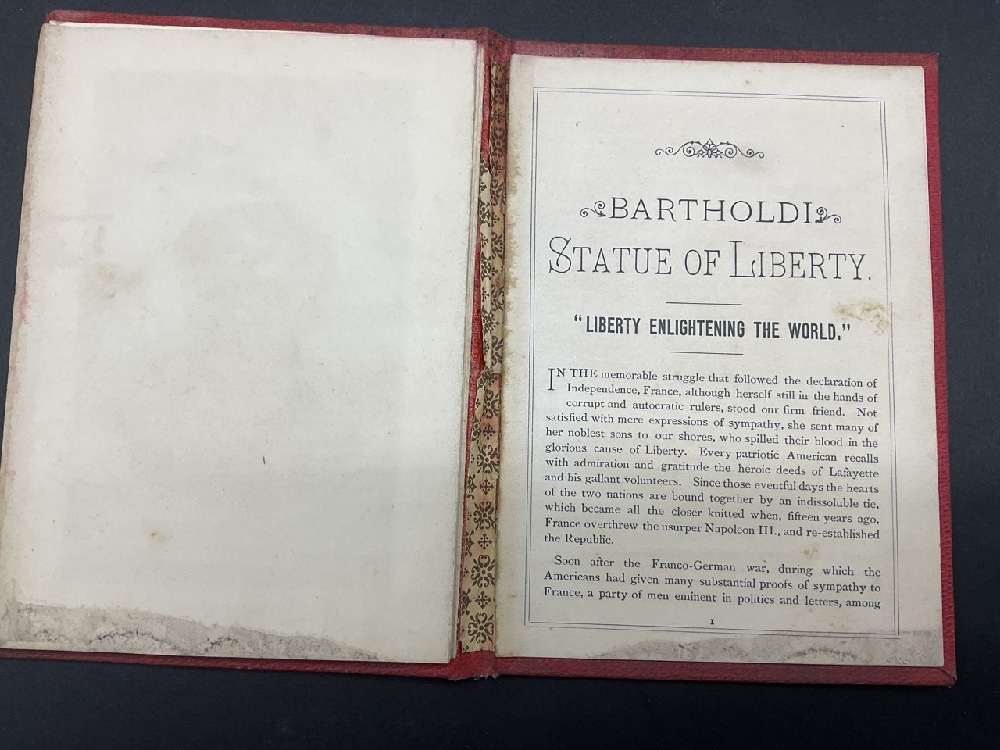 BARTHOLDI
STATUE OF LIBERTY.
"LIBERTY ENLIGHTENING THE WORLD."
IN THE memorable struggle that followed the declaration of
Independence, France, although herself still in the hands of
corrupt and autocratic rulers, stood our firm friend. Not
satisfied with mere expressions of sympathy, she sent many of
her noblest sons to our shores, who spilled their blood in the
glorious cause of Liberty. Every patriotic American recalls
with admiration and gratitude the heroic deeds of Lafayette
and his gallant volunteers. Since those eventful days the hearts
of the two nations are bound together by an indissoluble tie,
which became all the closer knitted when, fifteen years ago,
France overthrew the usurper Napoleon III., and re-established
the Republic.
Soon after the Franco-German war, during which the
Americans had given many substantial proofs of sympathy to
France, a party of men eminent in politics and letters, among
1